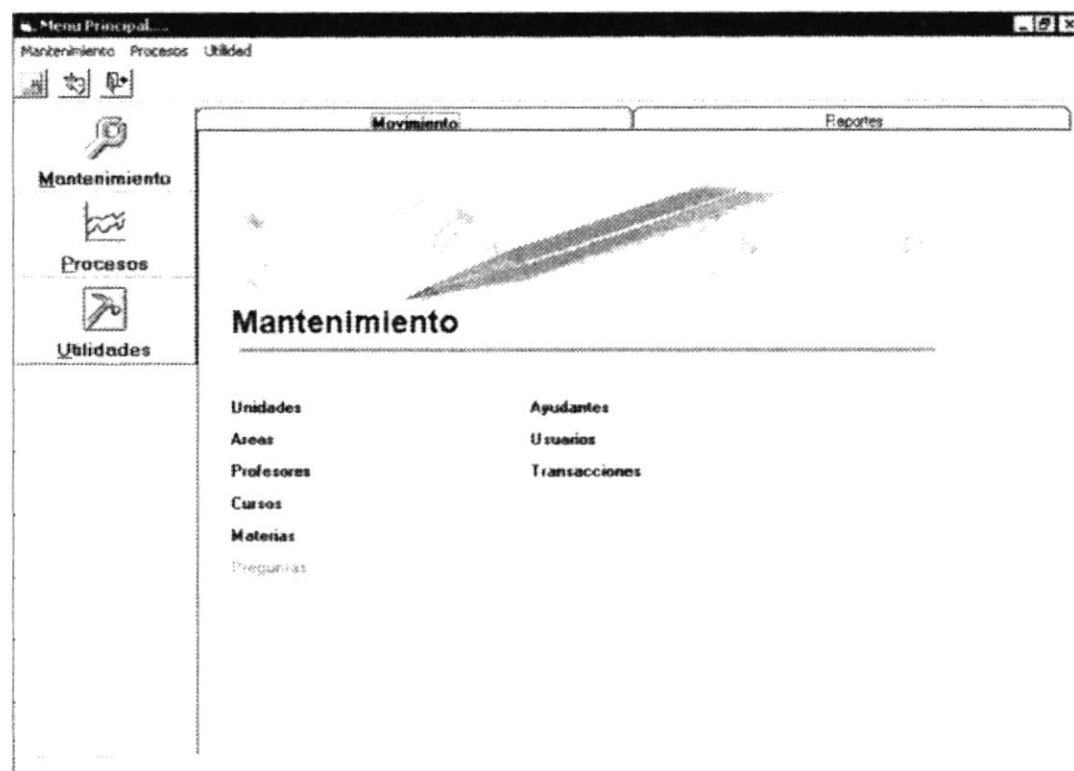 Menu Principal.....
Mantenimiento Procesos Utilidad
Movimiento Reportes
Mantenimiento
Procesos
Utilidades
Mantenimiento
Unidades Ayudantes
Areas Usuarios
Profesores Transacciones
Cursos
Materias
Preguntas